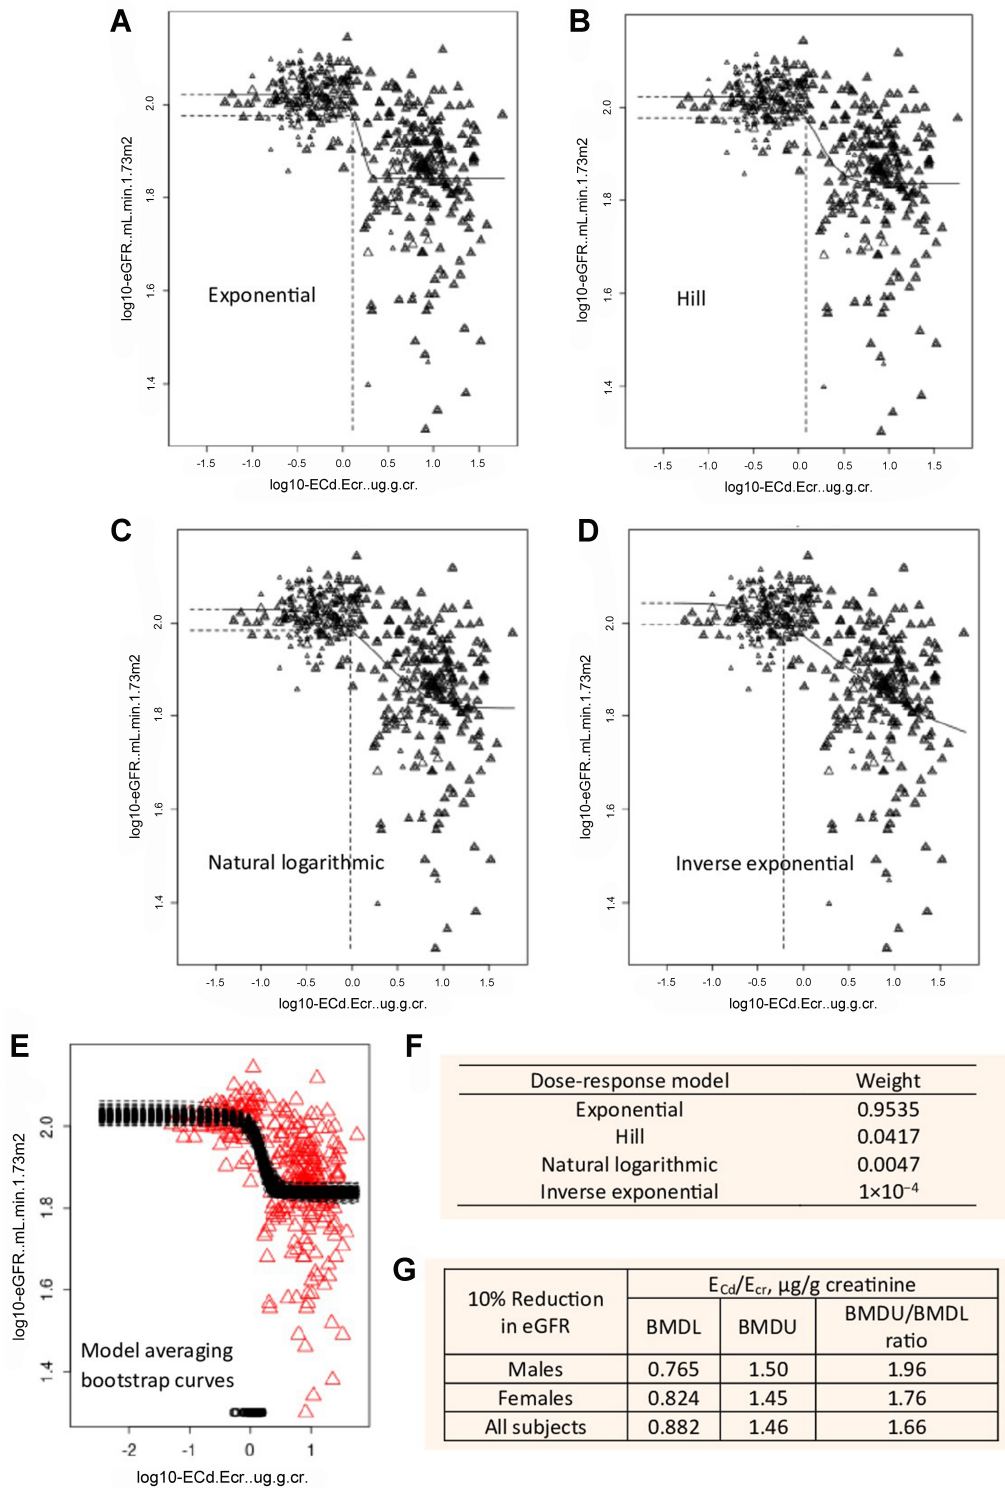 A
log10-eGFR..mL.min.1.73m2
2.0
1.8
1.6
1.4
Exponential
-1.5 -1.0 -0.5 0.0 0.5 1.0 1.5
log10-ECd.Ecr..ug.g.cr.
B
log10-eGFR..mL.min.1.73m2
2.0
1.8
1.6
1.4
Hill
-1.5 -1.0 -0.5 0.0 0.5 1.0 1.5
log10-ECd.Ecr..ug.g.cr.
C
log10-eGFR..mL.min.1.73m2
2.0
1.8
1.6
1.4
Natural logarithmic
-1.5 -1.0 -0.5 0.0 0.5 1.0 1.5
log10-ECd.Ecr..ug.g.cr.
D
log10-eGFR..mL.min.1.73m2
2.0
1.8
1.6
1.4
Inverse exponential
-1.5 -1.0 -0.5 0.0 0.5 1.0 1.5
log10-ECd.Ecr..ug.g.cr.
E
log10-eGFR..mL.min.1.73m2
2.0
1.8
1.6
1.4
Model averaging
bootstrap curves
-2 -1 0 1
log10-ECd.Ecr..ug.g.cr.
F
Dose-response model Weight
Exponential 0.9535
Hill 0.0417
Natural logarithmic 0.0047
Inverse exponential 1×10⁻⁴
G
10% Reduction
in eGFR
E_Cd/E_cr, µg/g creatinine
BMDL BMDU BMDU/BMDL
ratio
Males 0.765 1.50 1.96
Females 0.824 1.45 1.76
All subjects 0.882 1.46 1.66